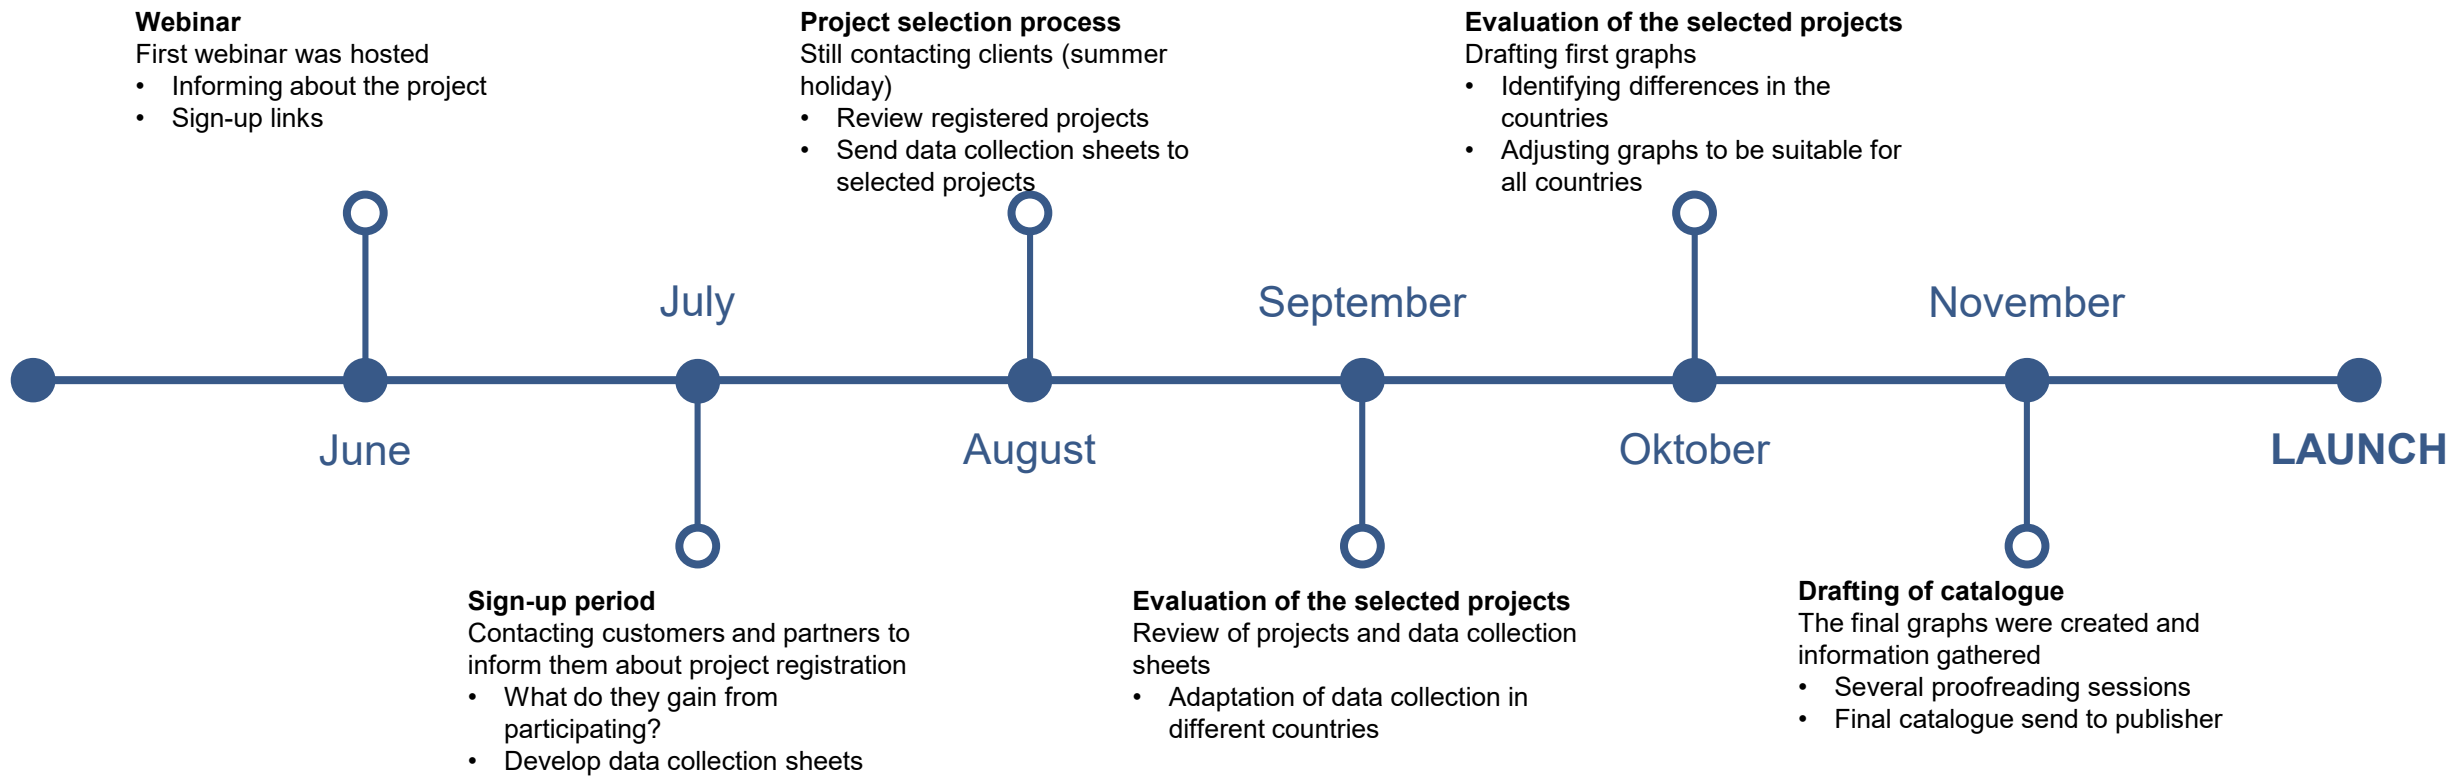 Webinar
First webinar was hosted
• Informing about the project
• Sign-up links
Project selection process
Still contacting clients (summer
holiday)
• Review registered projects
• Send data collection sheets to
selected projects
Evaluation of the selected projects
Drafting first graphs
• Identifying differences in the
countries
• Adjusting graphs to be suitable for
all countries
July
September
November
June
August
Oktober
LAUNCH
Sign-up period
Contacting customers and partners to
inform them about project registration
• What do they gain from
participating?
• Develop data collection sheets
Evaluation of the selected projects
Review of projects and data collection
sheets
• Adaptation of data collection in
different countries
Drafting of catalogue
The final graphs were created and
information gathered
• Several proofreading sessions
• Final catalogue send to publisher